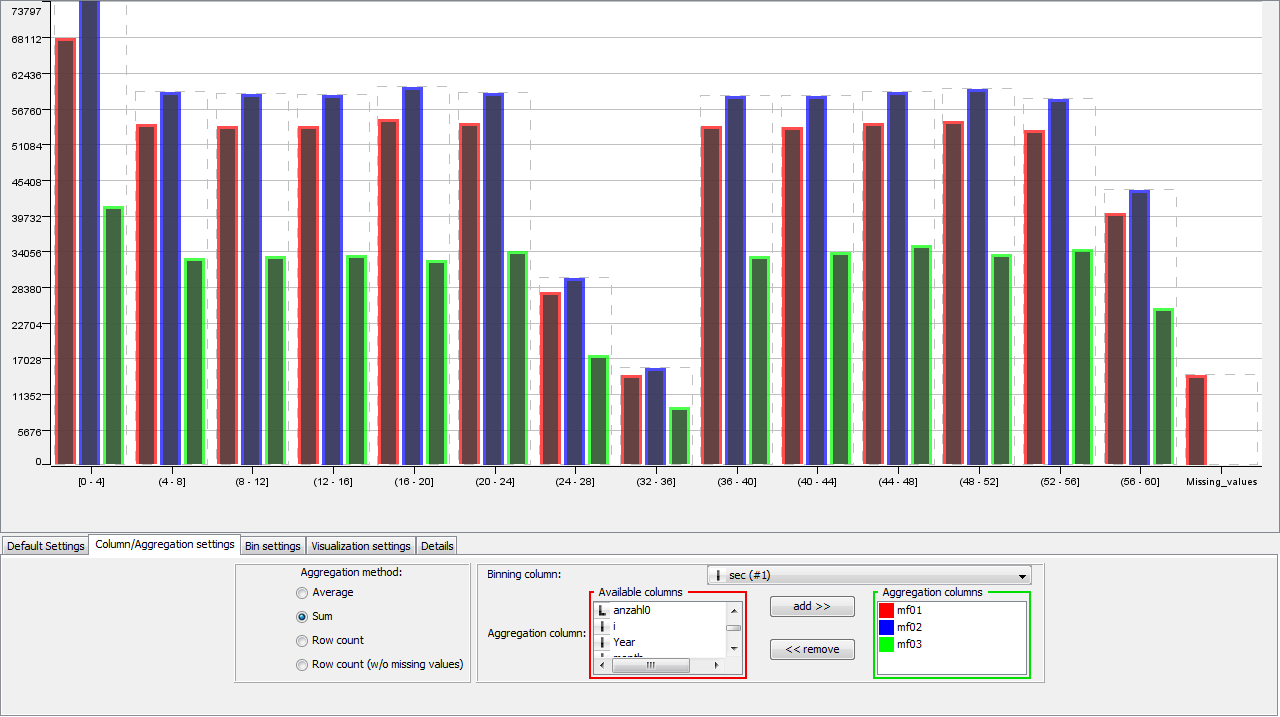 73797
68112
62436
56760
51084
45408
39732
34056
28380
22704
17028
11352
5676
0
[0 - 4] (4 - 8] (8 - 12] (12 - 16] (16 - 20] (20 - 24] (24 - 28] (32 - 36] (36 - 40] (40 - 44] (44 - 48] (48 - 52] (52 - 56] (56 - 60] Missing_values
Default Settings Column/Aggregation settings Bin settings Visualization settings Details
Aggregation method:
Average
Sum
Row count
Row count (w/o missing values)
Binning column: sec (#1)
Aggregation column:
Available columns
anzahl0
i
Year
add >>
<< remove
Aggregation columns
mf01
mf02
mf03